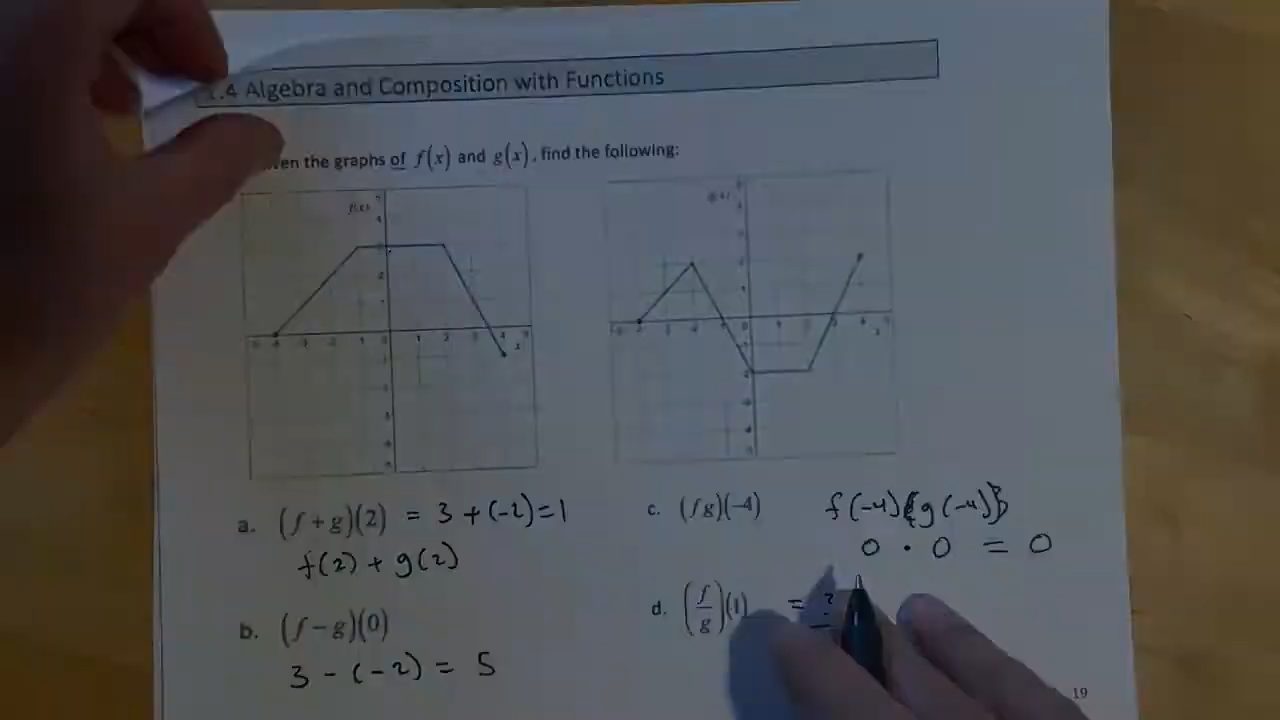 1.4 Algebra and Composition with Functions
the graphs of f(x) and g(x), find the following:
f(x)
a. (f+g)(2) = 3 + (-2) = 1
f(2) + g(2)
b. (f-g)(0)
3 - (-2) = 5
c. (fg)(-4) f(-4)[g(-4)]
0 · 0 = 0
d. (f/g)(1) =
19